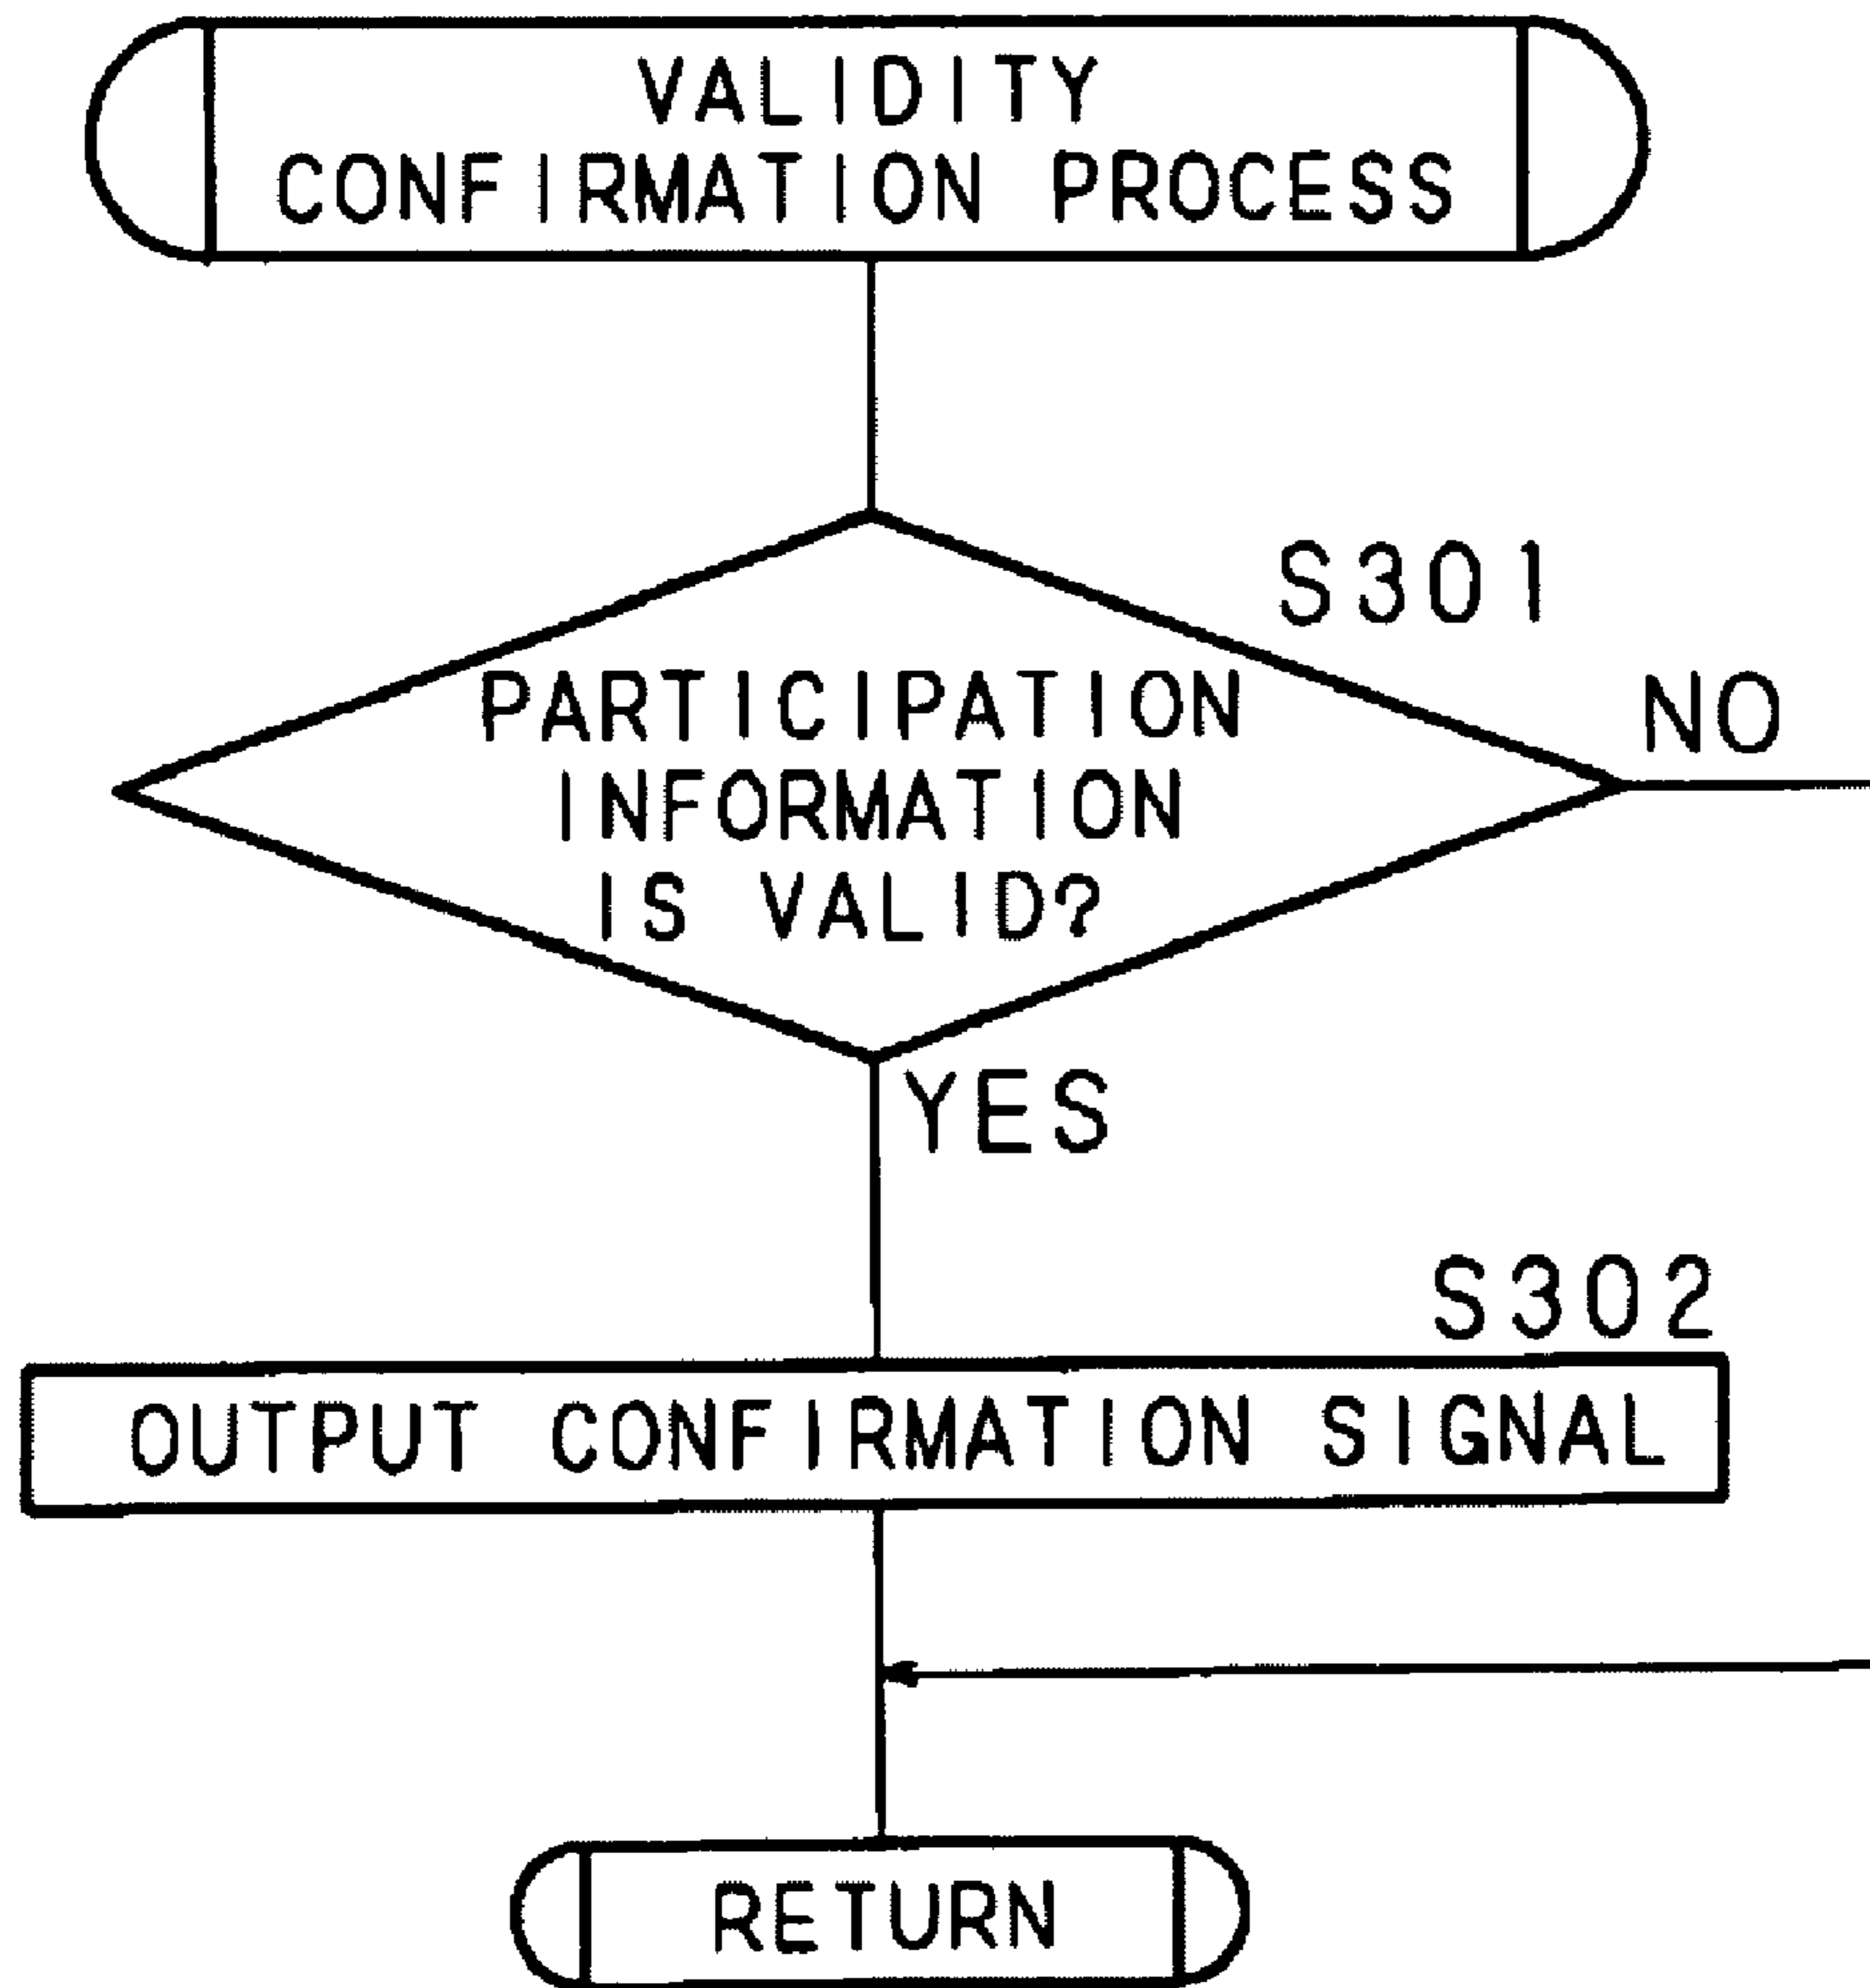 VALIDITY
CONFIRMATION PROCESS
S301
PARTICIPATION
INFORMATION
IS VALID?
NO
YES
S302
OUTPUT CONFIRMATION SIGNAL
RETURN